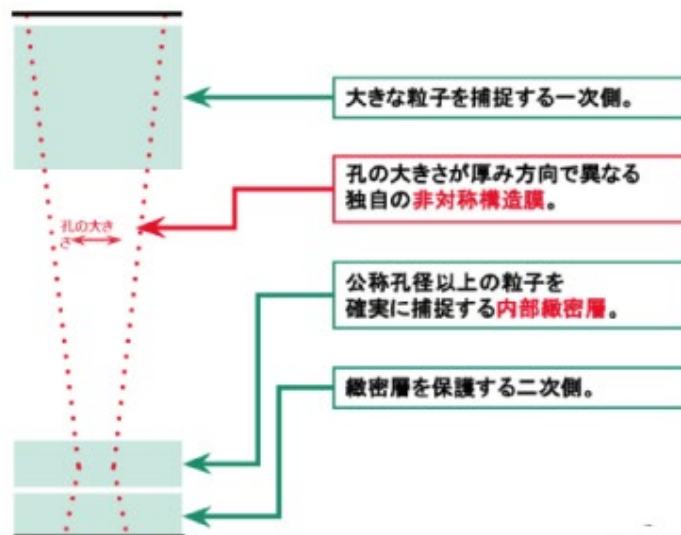 大きな粒子を捕捉する一次側。
孔の大きさが厚み方向で異なる
独自の非対称構造膜。
孔の大き
さ
公称孔径以上の粒子を
確実に捕捉する内部緻密層。
緻密層を保護する二次側。